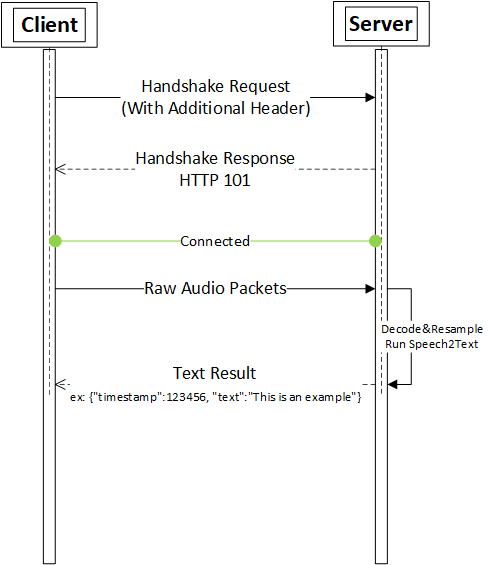 Client
Server
Handshake Request
(With Additional Header)
Handshake Response
HTTP 101
Connected
Raw Audio Packets
Decode&Resample
Run Speech2Text
Text Result
ex: {"timestamp":123456, "text":"This is an example"}